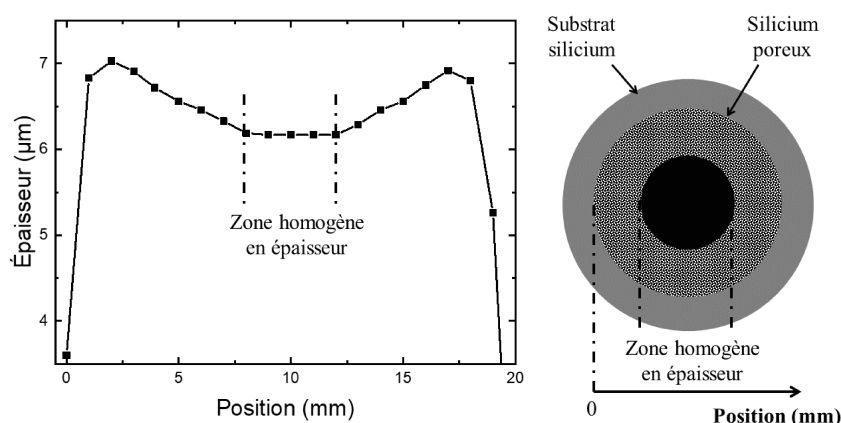 7
6
5
4
Épaisseur (μm)
Zone homogène
en épaisseur
0
5
10
15
20
Position (mm)
Substrat
silicium
Silicium
poreux
Zone homogène
en épaisseur
0
Position (mm)